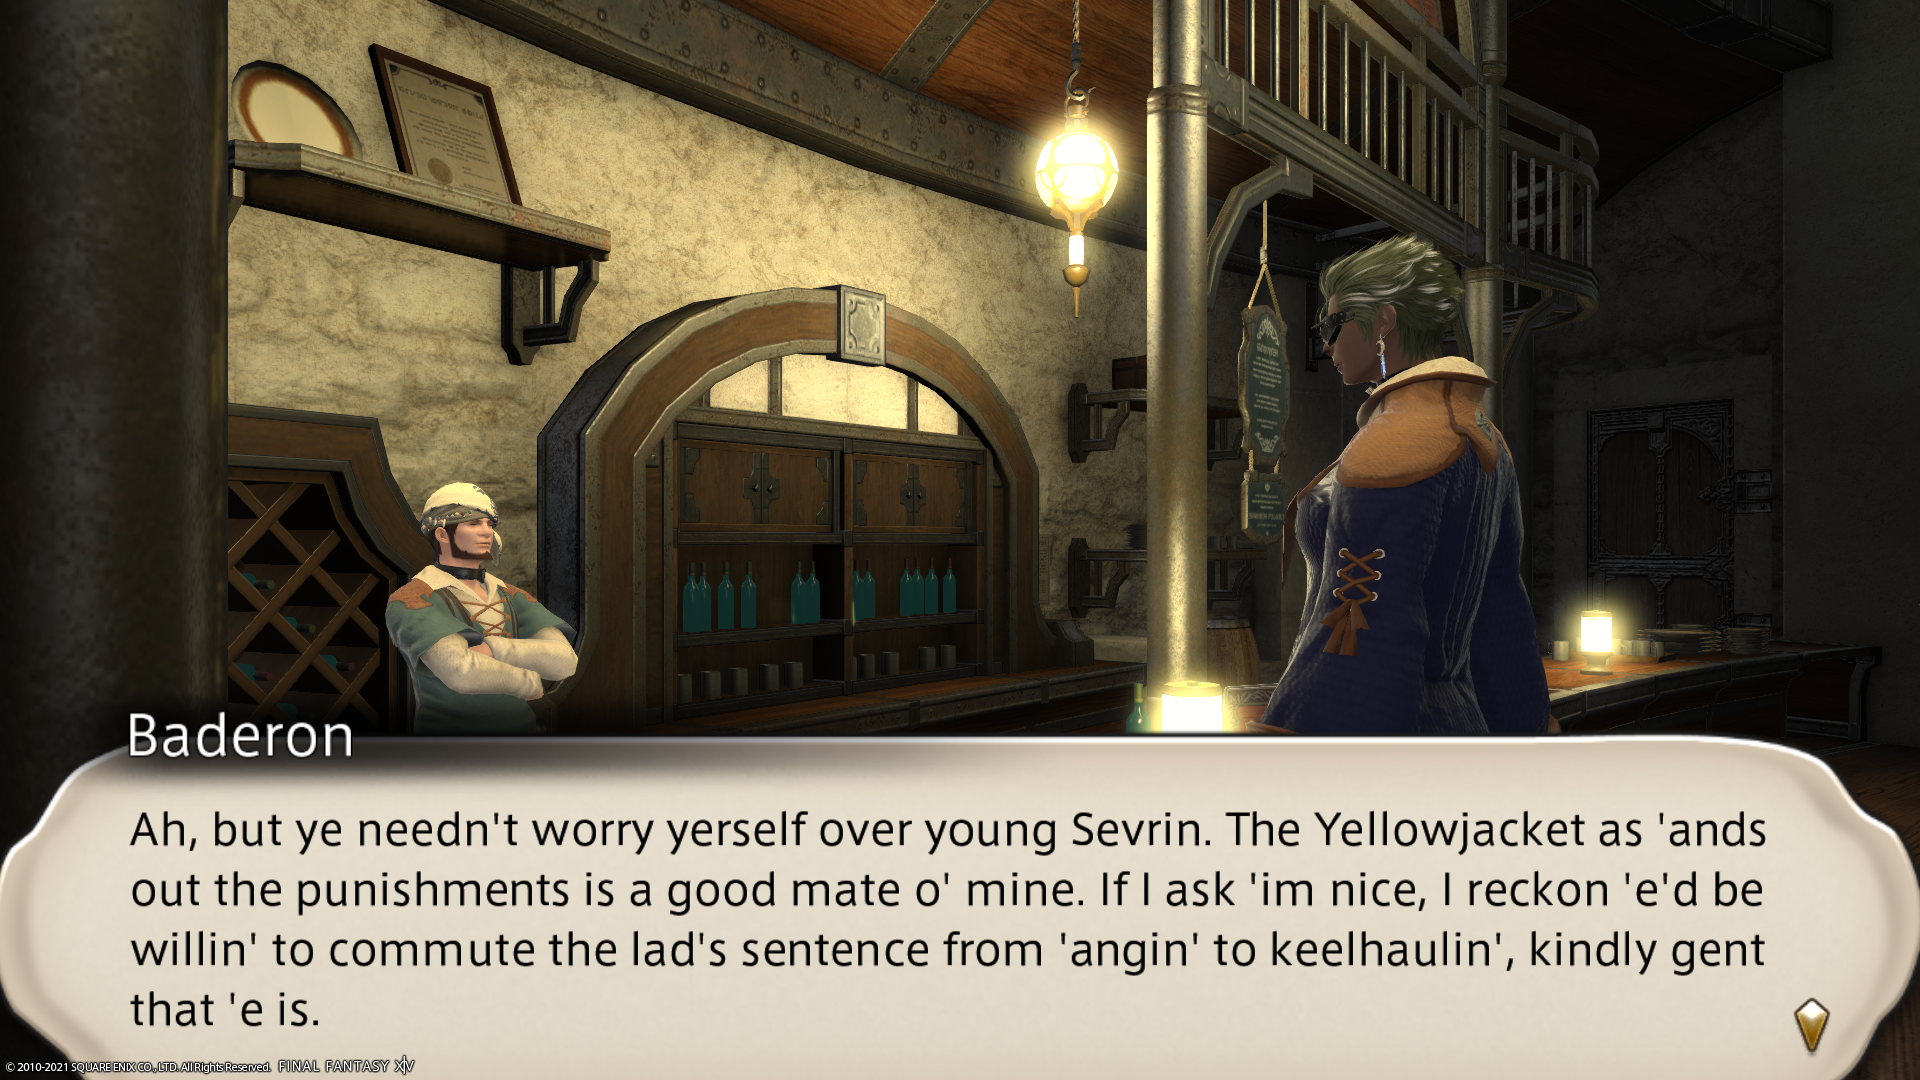 Baderon
Ah, but ye needn't worry yerself over young Sevrin. The Yellowjacket as 'ands
out the punishments is a good mate o' mine. If I ask 'im nice, I reckon 'e'd be
willin' to commute the lad's sentence from 'angin' to keelhaulin', kindly gent
that 'e is.
© 2010-2021 SQUARE ENIX CO., LTD. All Rights Reserved. FINAL FANTASY XIV